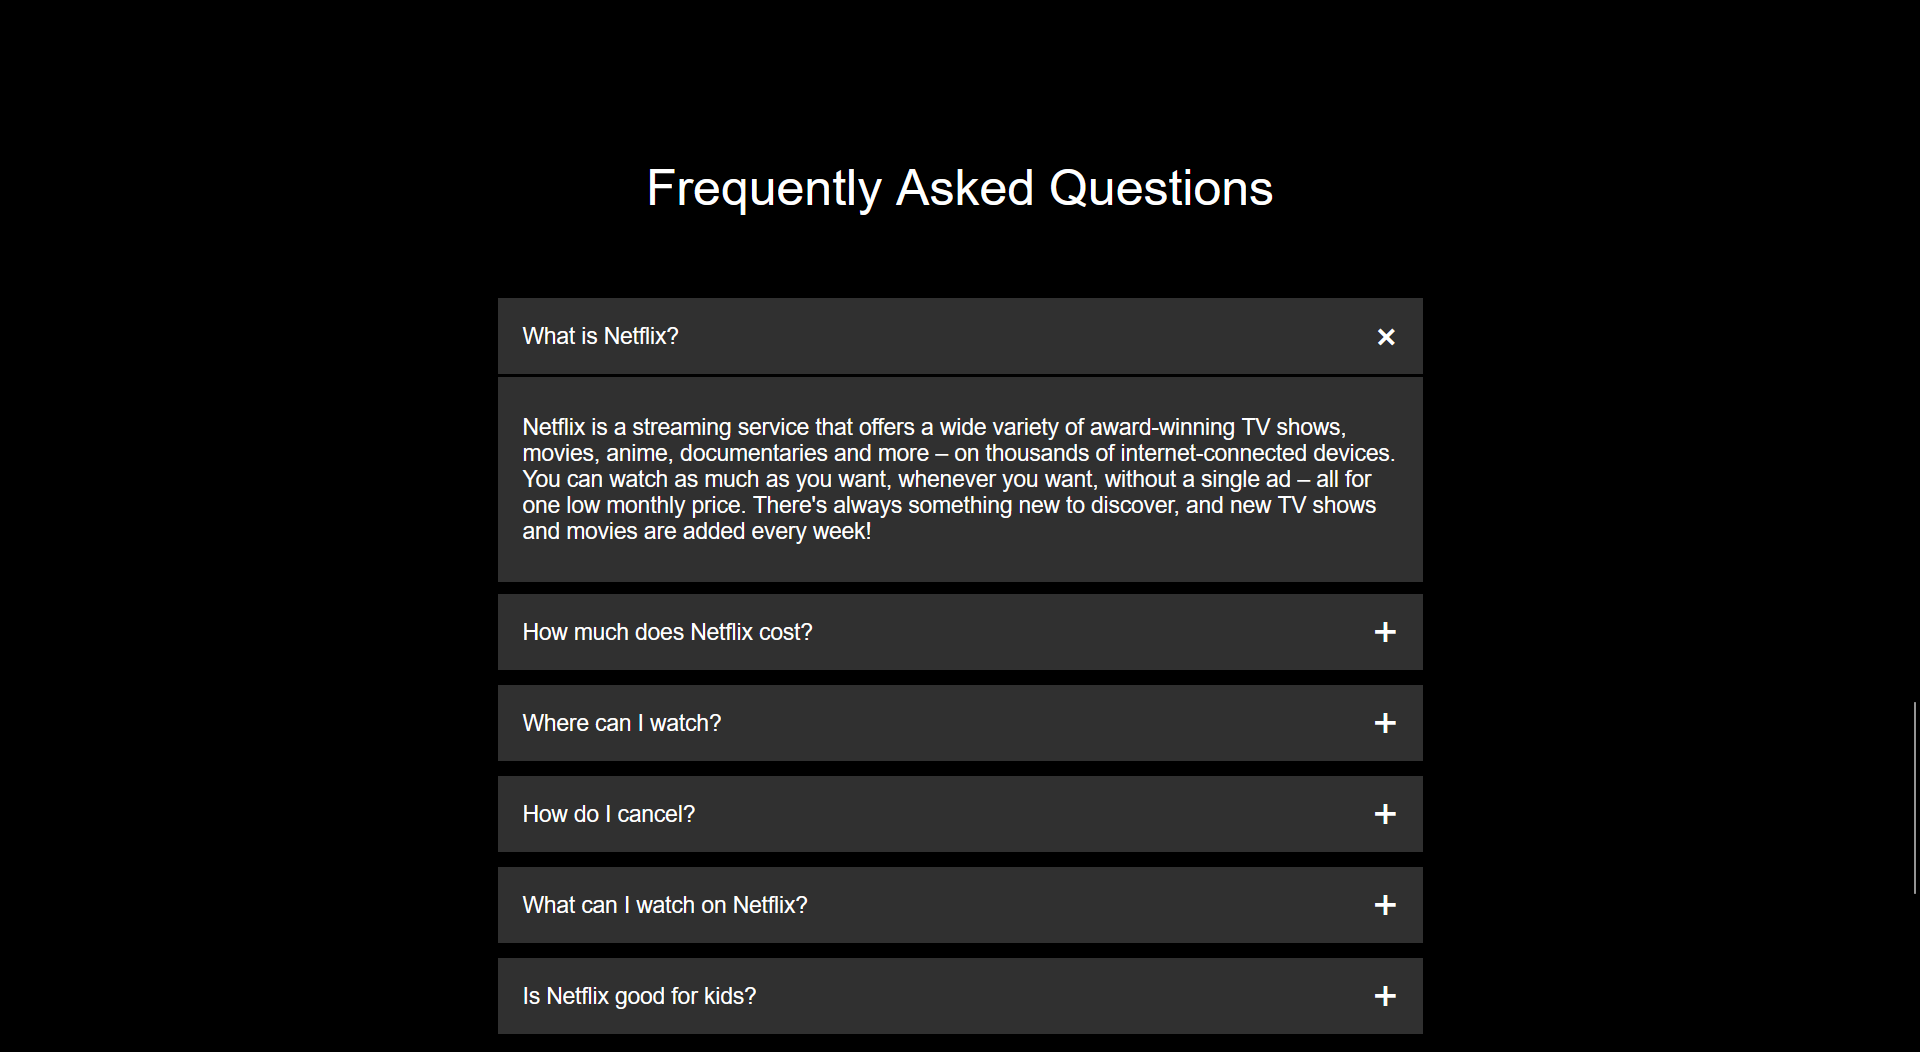 Frequently Asked Questions
What is Netflix?
Netflix is a streaming service that offers a wide variety of award-winning TV shows,
movies, anime, documentaries and more – on thousands of internet-connected devices.
You can watch as much as you want, whenever you want, without a single ad – all for
one low monthly price. There's always something new to discover, and new TV shows
and movies are added every week!
How much does Netflix cost?
Where can I watch?
How do I cancel?
What can I watch on Netflix?
Is Netflix good for kids?